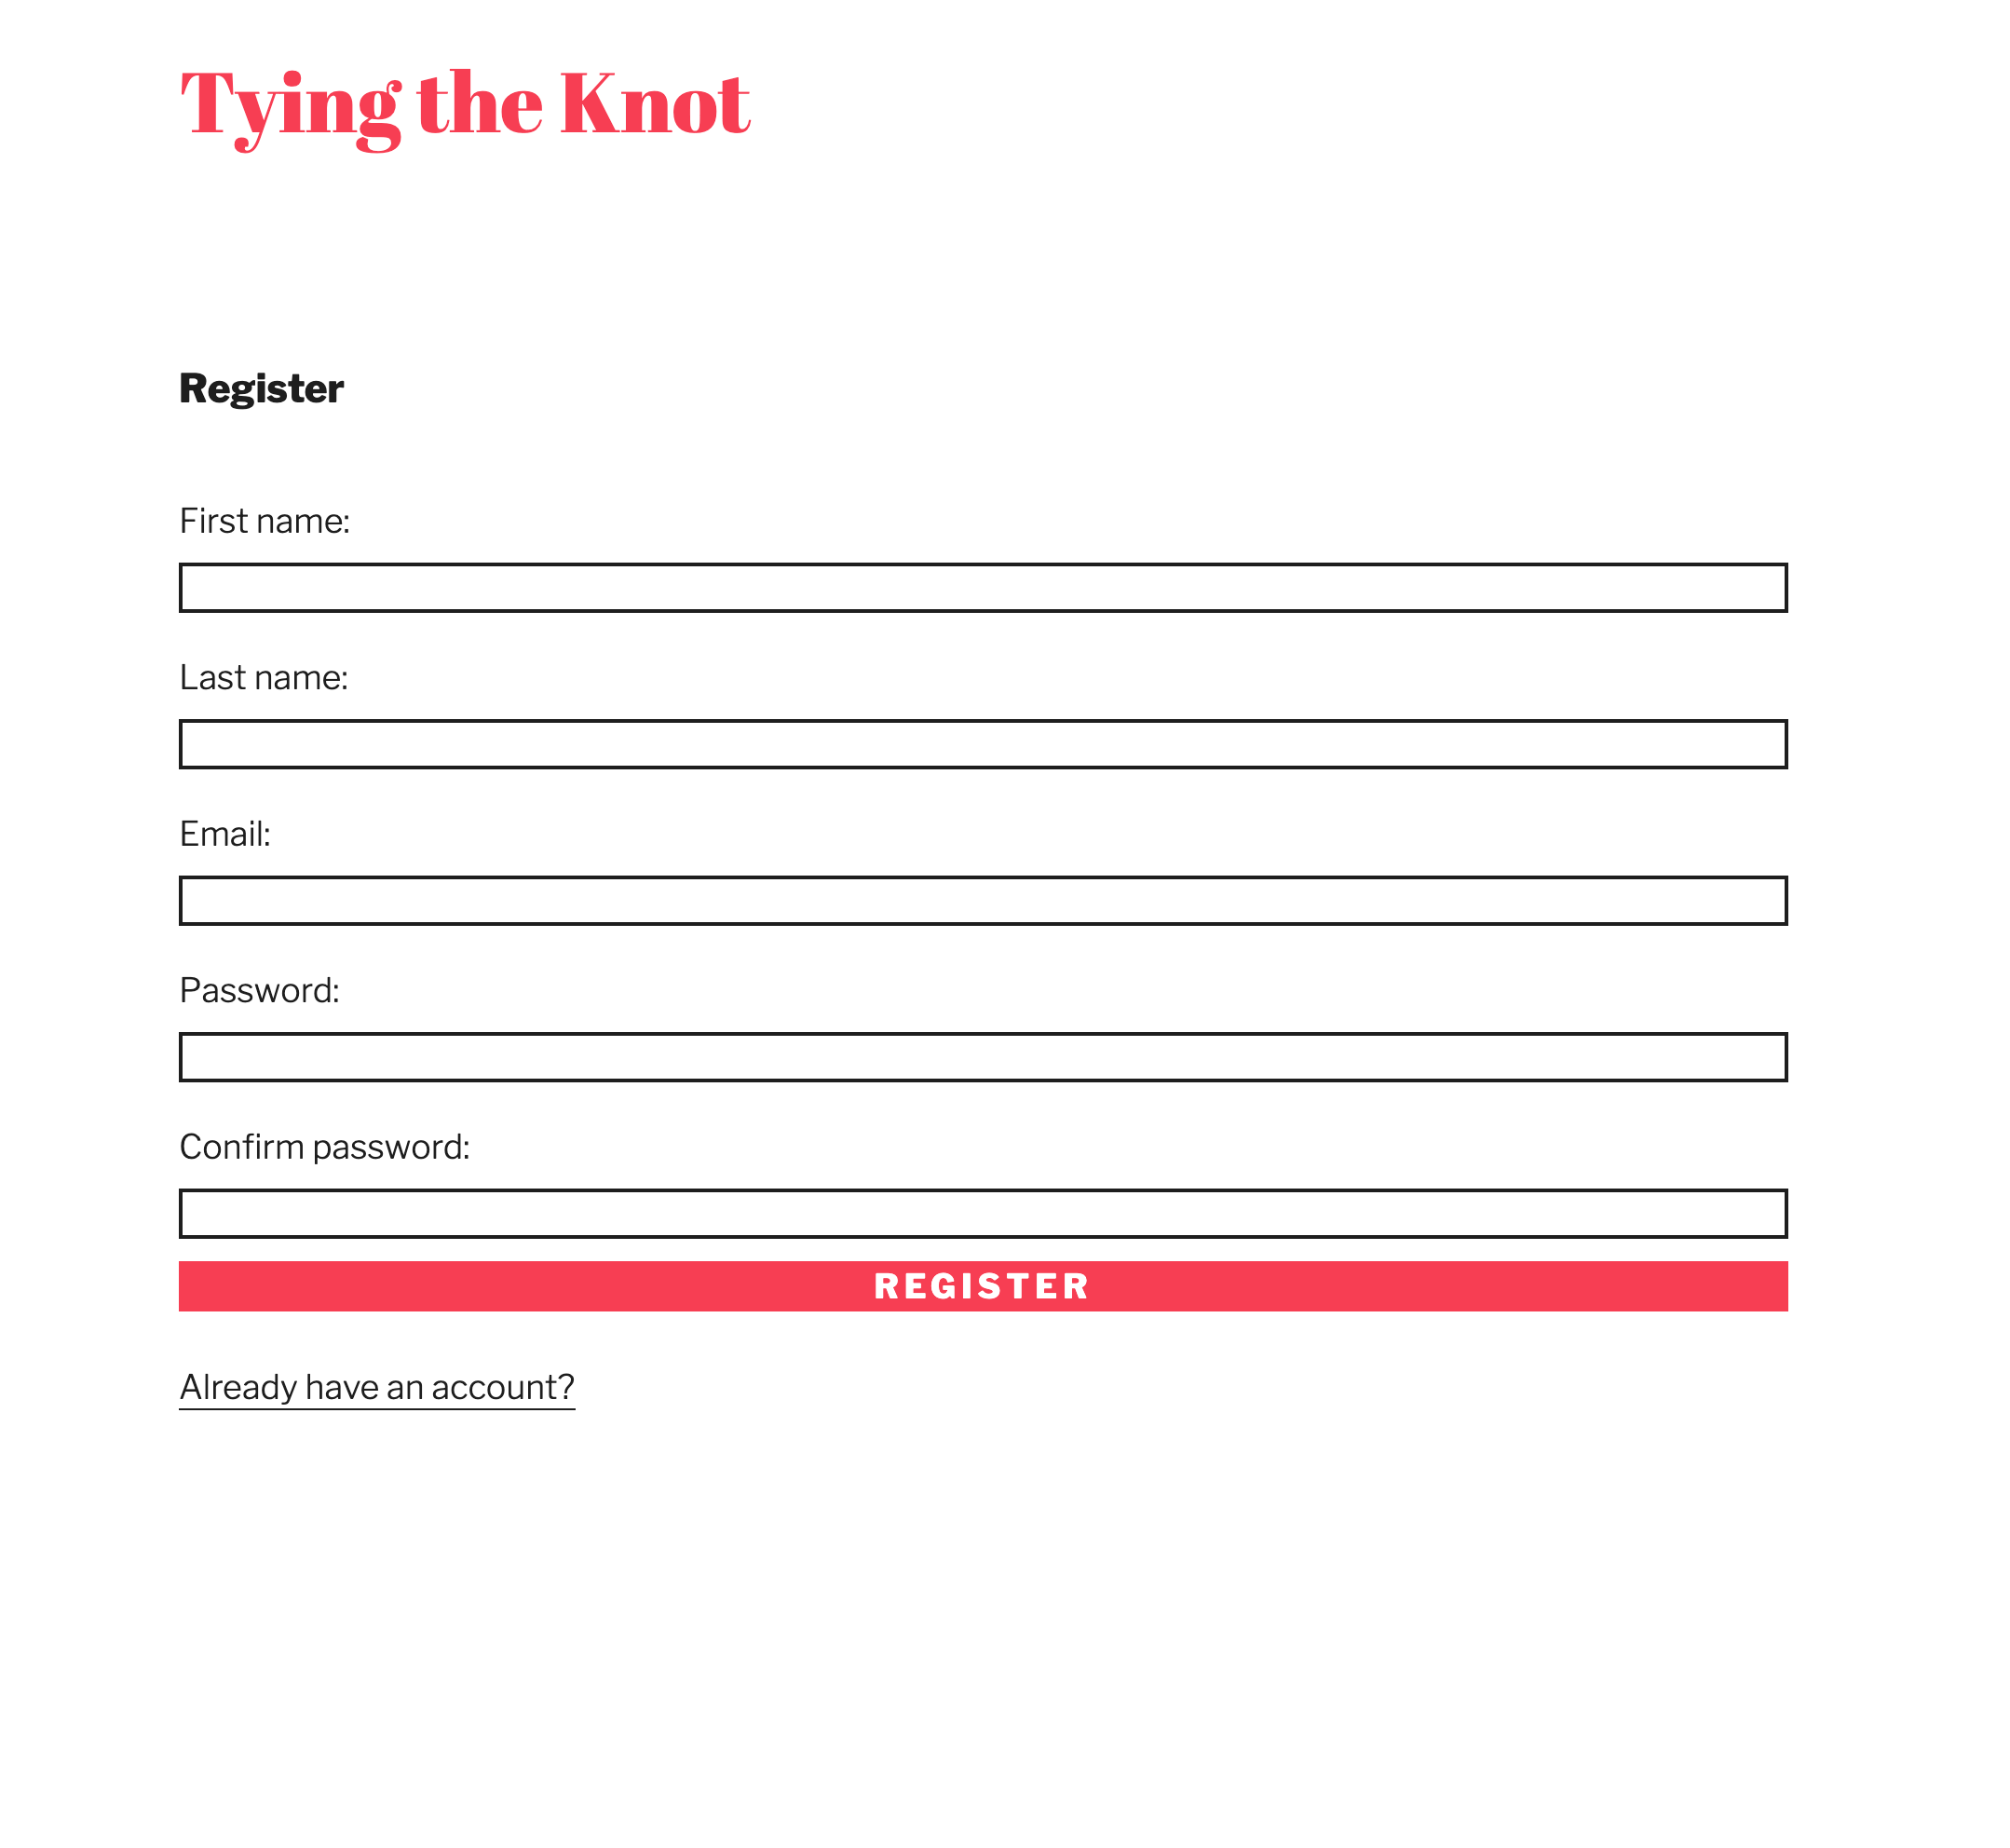 Tying the Knot
Register
First name:
Last name:
Email:
Password:
Confirm password:
REGISTER
Already have an account?